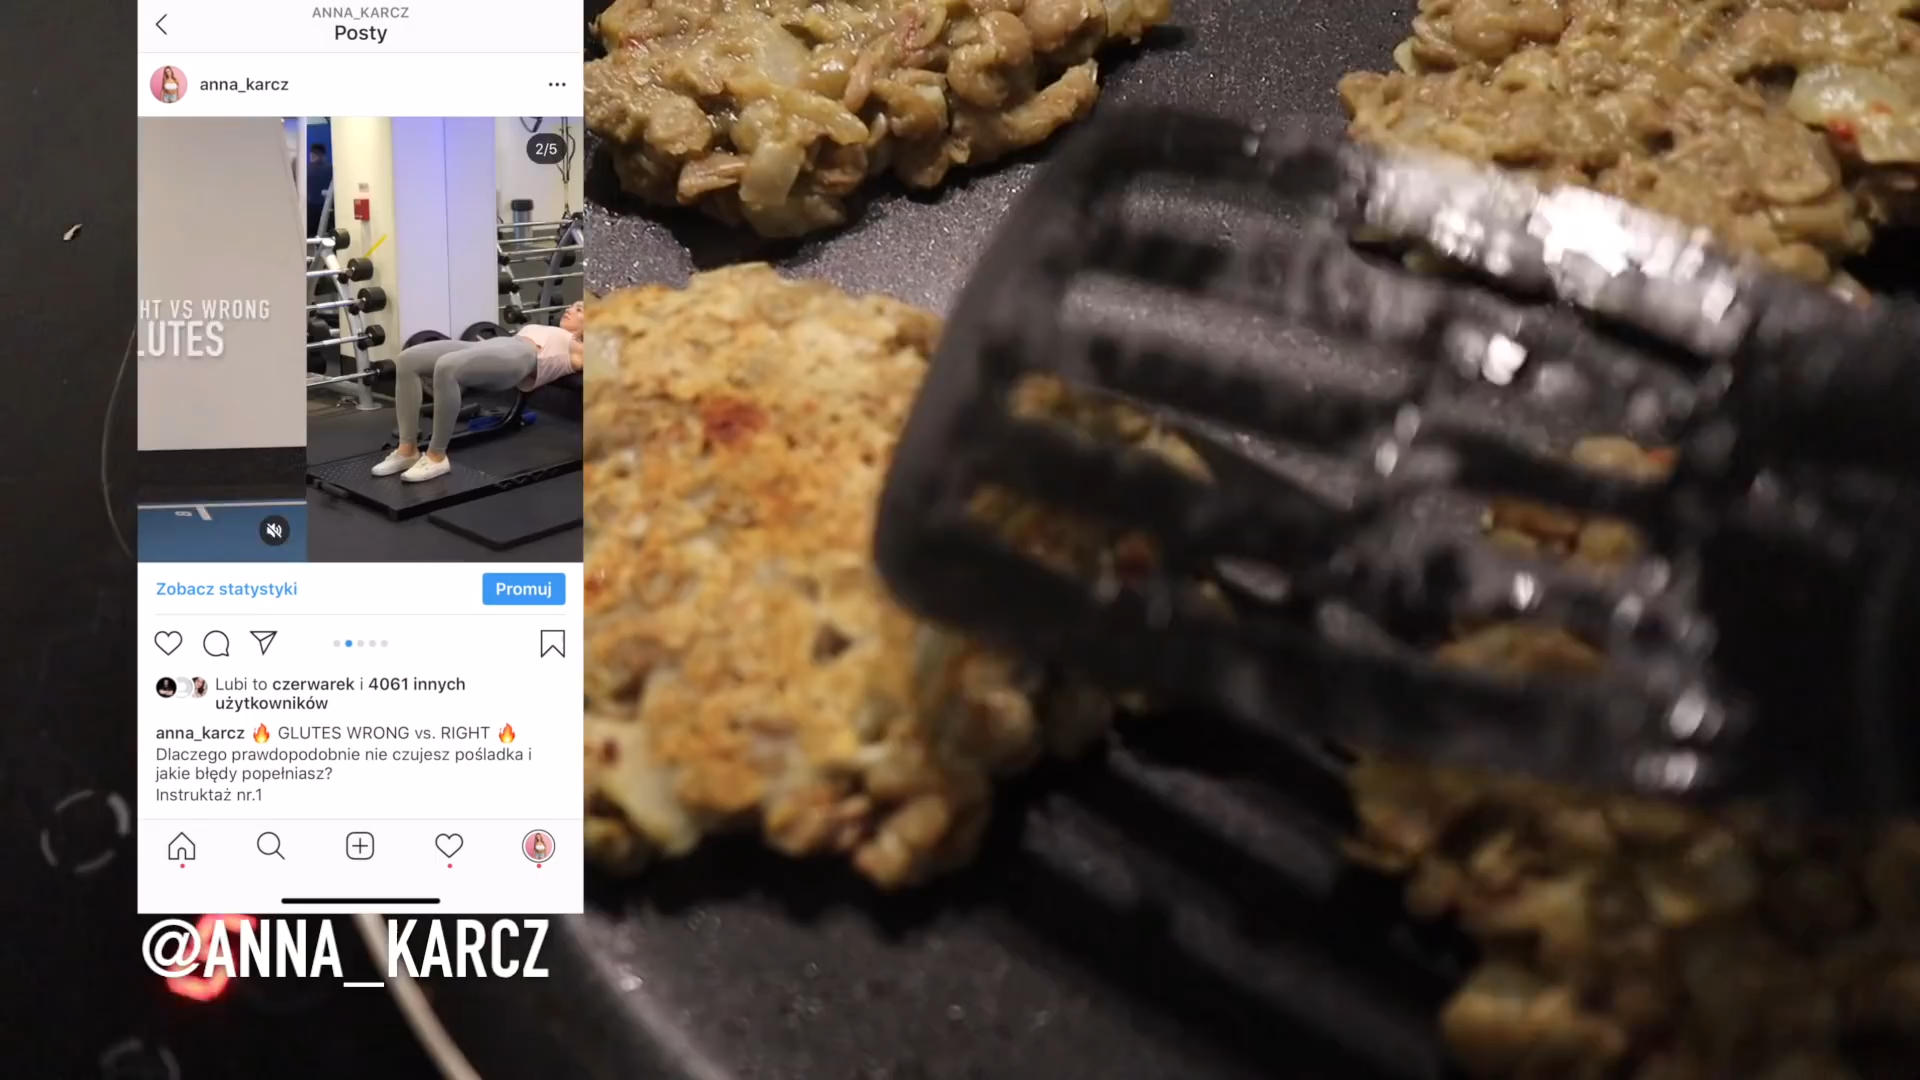 ANNA_KARCZ
Posty
anna_karcz
2/5
HT VS WRONG
LUTES
Zobacz statystyki
Promuj
Lubi to czerwarek i 4061 innych
użytkowników
anna_karcz 🔥 GLUTES WRONG vs. RIGHT 🔥
Dlaczego prawdopodobnie nie czujesz pośladka i
jakie błędy popełniasz?
Instruktaż nr.1
@ANNA_KARCZ